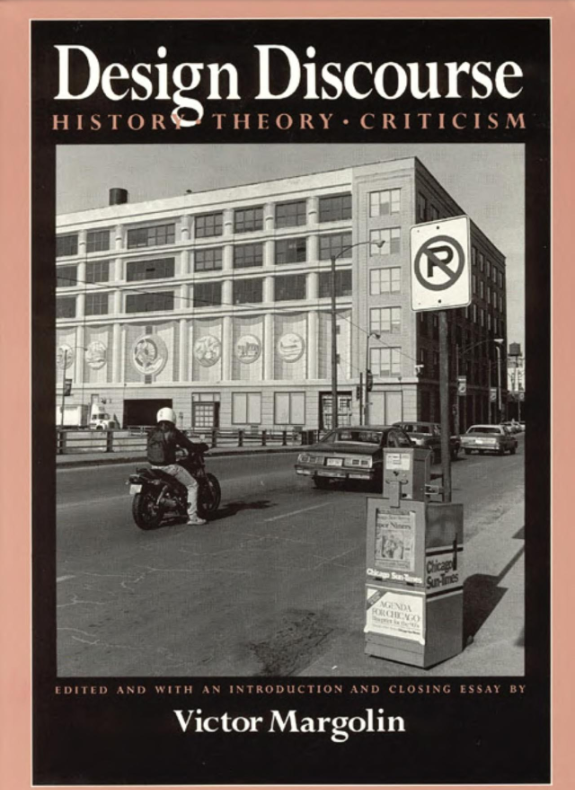 Design Discourse
HISTORY · THEORY · CRITICISM
Chicago Sun-Times
Chicago
Sun-Times
AGENDA
FOR CHICAGO
EDITED AND WITH AN INTRODUCTION AND CLOSING ESSAY BY
Victor Margolin